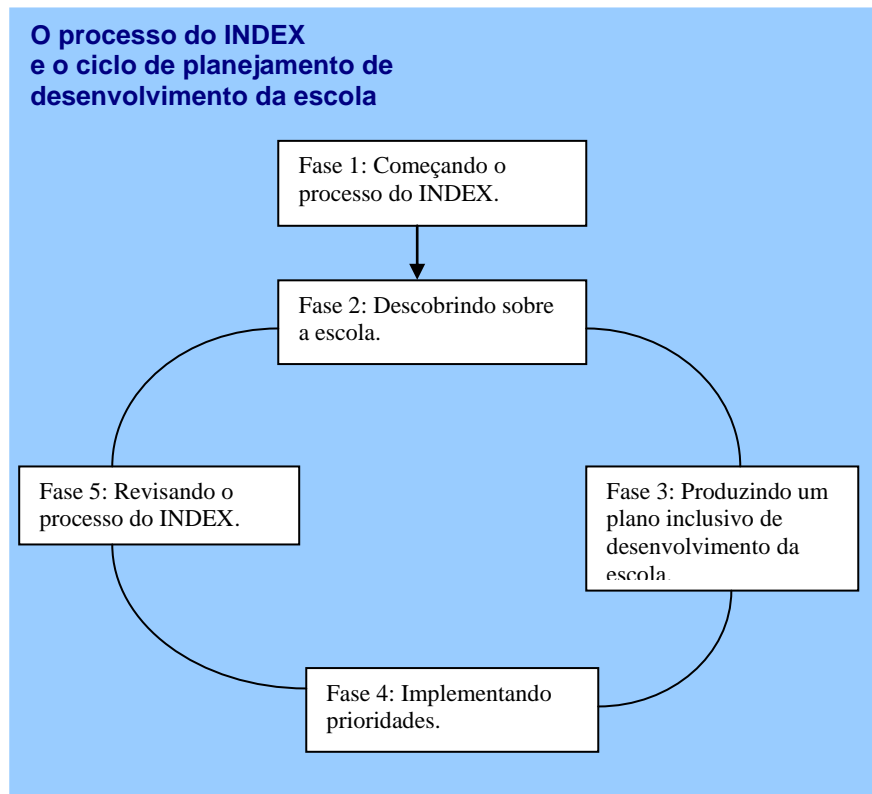 O processo do INDEX
e o ciclo de planejamento de
desenvolvimento da escola
Fase 1: Começando o
processo do INDEX.
Fase 2: Descobrindo sobre
a escola.
Fase 5: Revisando o
processo do INDEX.
Fase 3: Produzindo um
plano inclusivo de
desenvolvimento da
escola.
Fase 4: Implementando
prioridades.